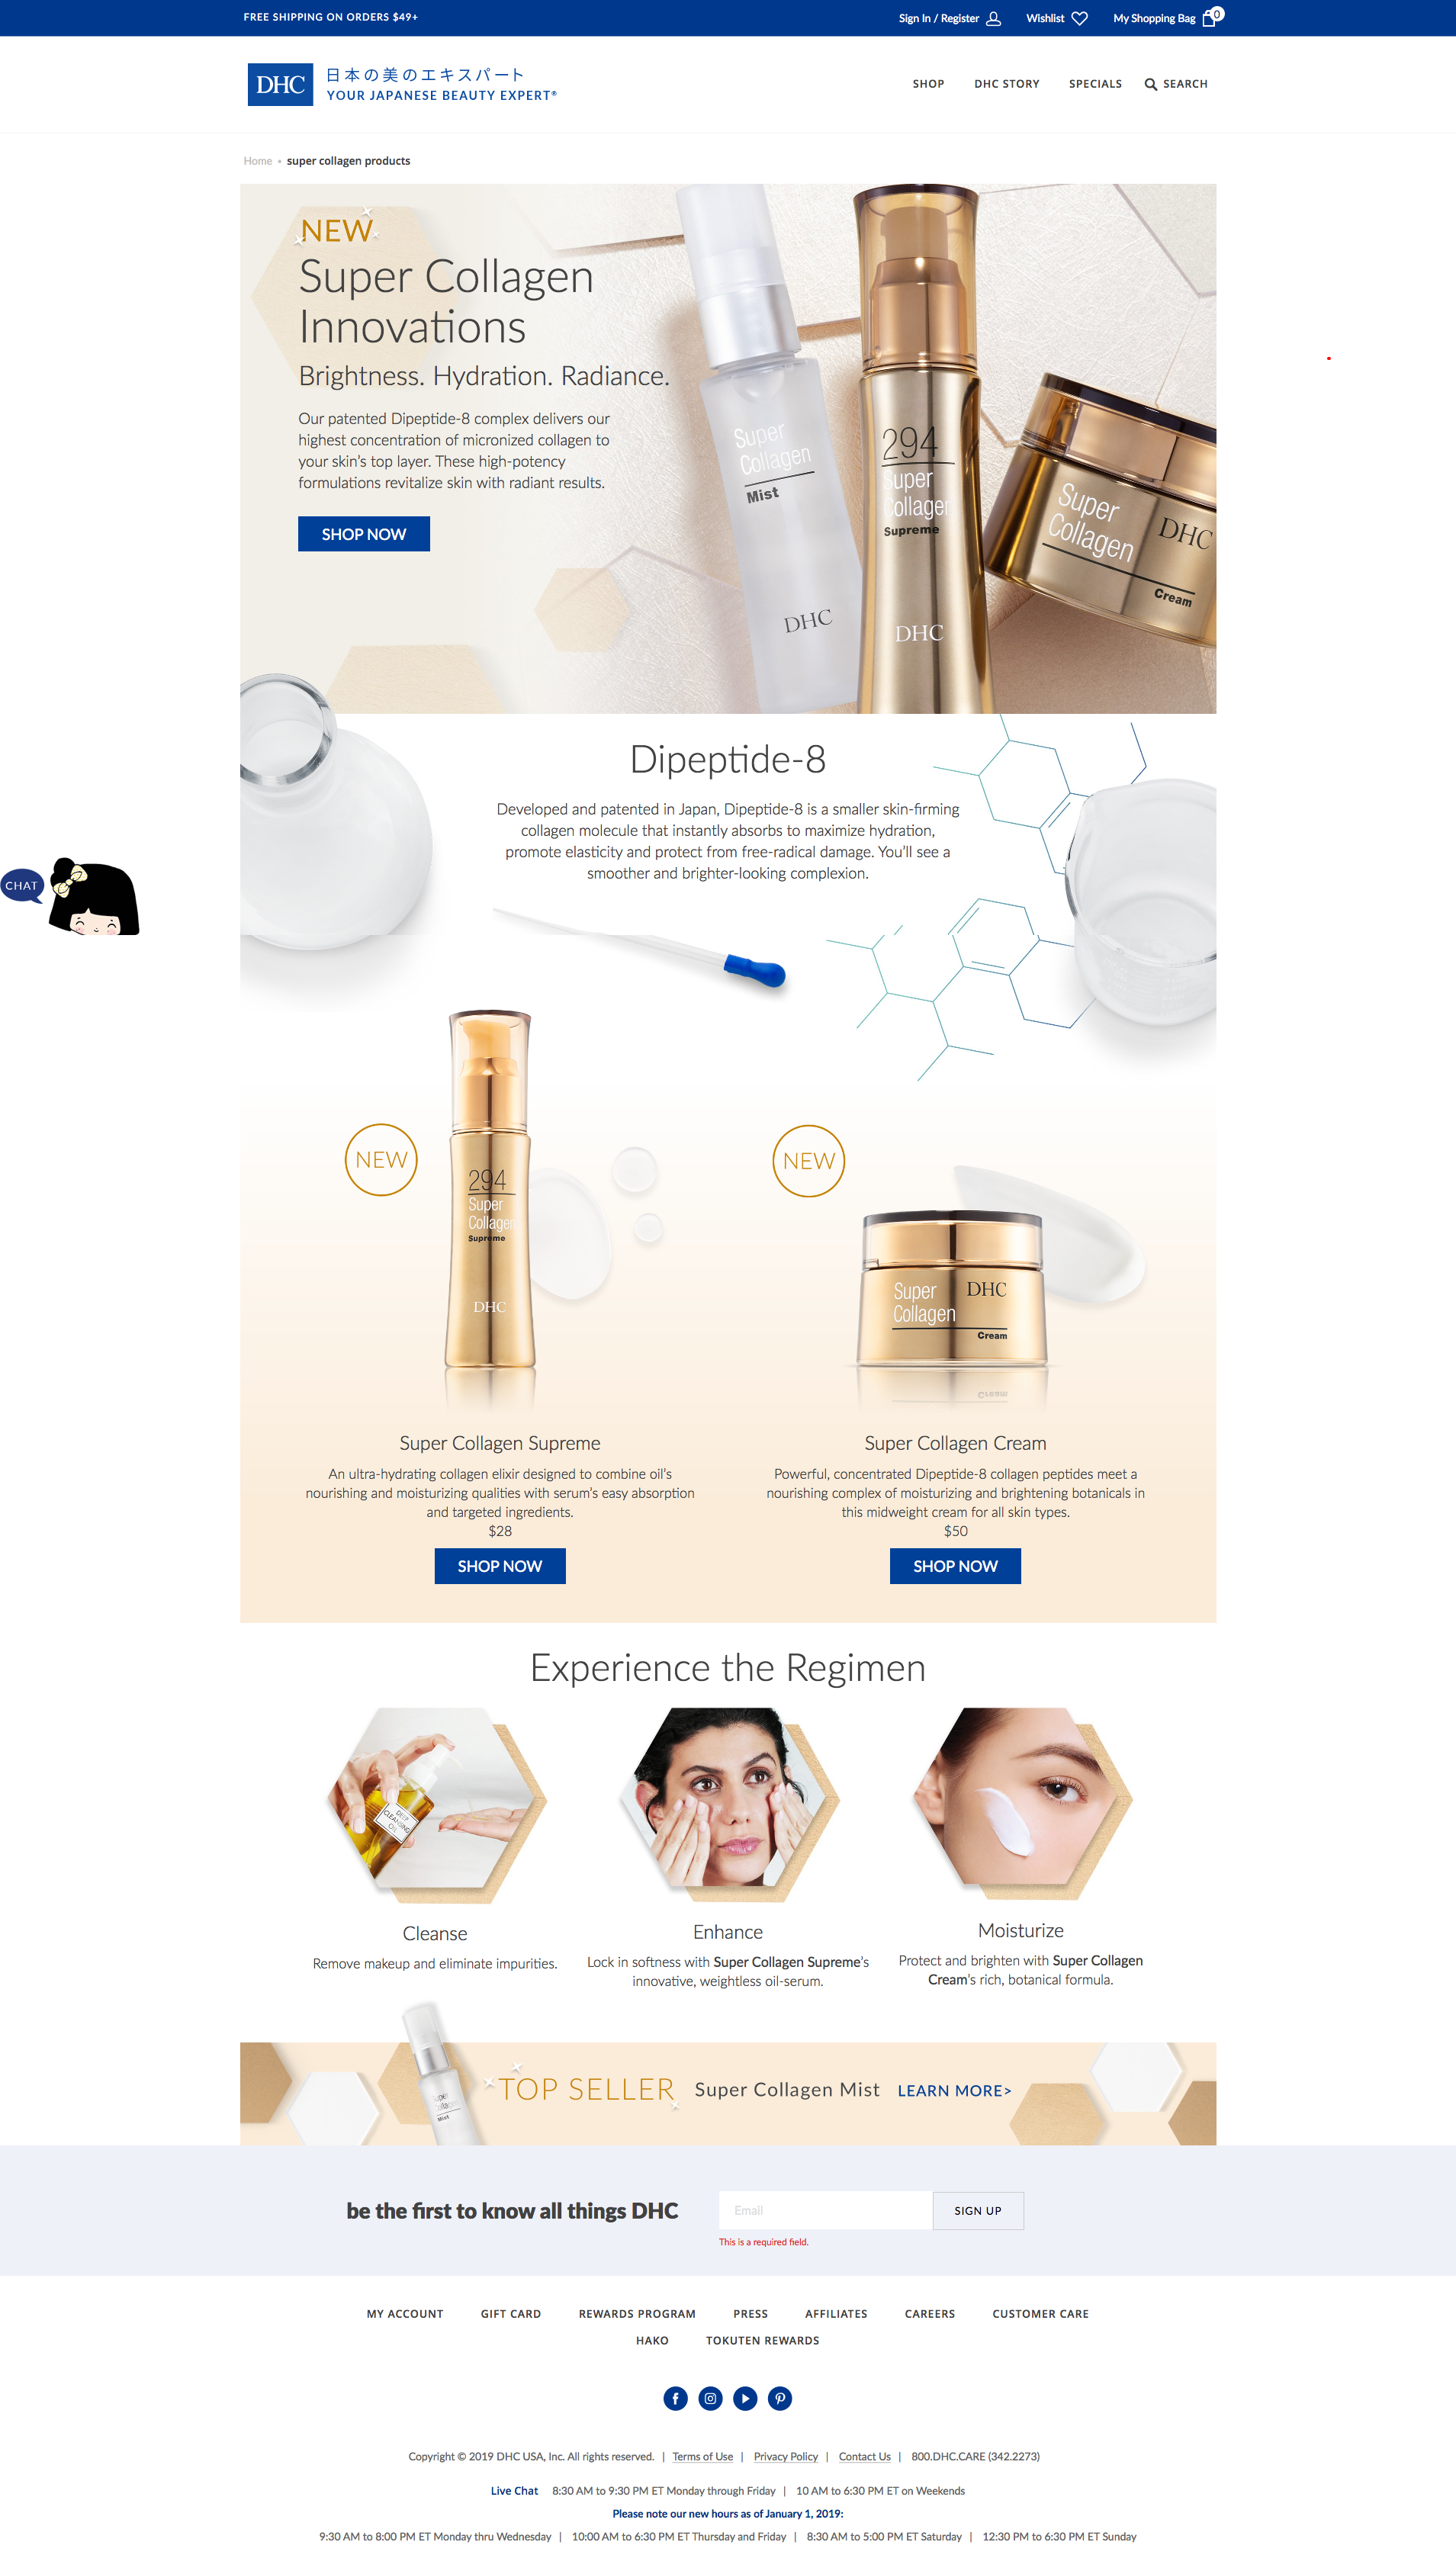 FREE SHIPPING ON ORDERS $49+
Sign In / Register
Wishlist
My Shopping Bag
0
DHC
日本の美のエキスパート
YOUR JAPANESE BEAUTY EXPERT®
SHOP
DHC STORY
SPECIALS
SEARCH
Home • super collagen products
NEW
Super Collagen
Innovations
Brightness. Hydration. Radiance.
Our patented Dipeptide-8 complex delivers our
highest concentration of micronized collagen to
your skin's top layer. These high-potency
formulations revitalize skin with radiant results.
SHOP NOW
Super
Collagen
Mist
DHC
294
Super
Collagen
Supreme
DHC
Super
Collagen
DHC
Cream
Dipeptide-8
Developed and patented in Japan, Dipeptide-8 is a smaller skin-firming
collagen molecule that instantly absorbs to maximize hydration,
promote elasticity and protect from free-radical damage. You'll see a
smoother and brighter-looking complexion.
CHAT
NEW
294
Super
Collagen
Supreme
DHC
NEW
Super
Collagen
DHC
Cream
Super Collagen Supreme
An ultra-hydrating collagen elixir designed to combine oil's
nourishing and moisturizing qualities with serum's easy absorption
and targeted ingredients.
$28
SHOP NOW
Super Collagen Cream
Powerful, concentrated Dipeptide-8 collagen peptides meet a
nourishing complex of moisturizing and brightening botanicals in
this midweight cream for all skin types.
$50
SHOP NOW
Experience the Regimen
DEEP
CLEANSING
OIL
Cleanse
Remove makeup and eliminate impurities.
Enhance
Lock in softness with Super Collagen Supreme's
innovative, weightless oil-serum.
Moisturize
Protect and brighten with Super Collagen
Cream's rich, botanical formula.
Mist
TOP SELLER Super Collagen Mist LEARN MORE>
be the first to know all things DHC
Email
SIGN UP
This is a required field.
MY ACCOUNT
GIFT CARD
REWARDS PROGRAM
PRESS
AFFILIATES
CAREERS
CUSTOMER CARE
HAKO
TOKUTEN REWARDS
Copyright © 2019 DHC USA, Inc. All rights reserved. | Terms of Use | Privacy Policy | Contact Us | 800.DHC.CARE (342.2273)
Live Chat 8:30 AM to 9:30 PM ET Monday through Friday | 10 AM to 6:30 PM ET on Weekends
Please note our new hours as of January 1, 2019:
9:30 AM to 8:00 PM ET Monday thru Wednesday | 10:00 AM to 6:30 PM ET Thursday and Friday | 8:30 AM to 5:00 PM ET Saturday | 12:30 PM to 6:30 PM ET Sunday